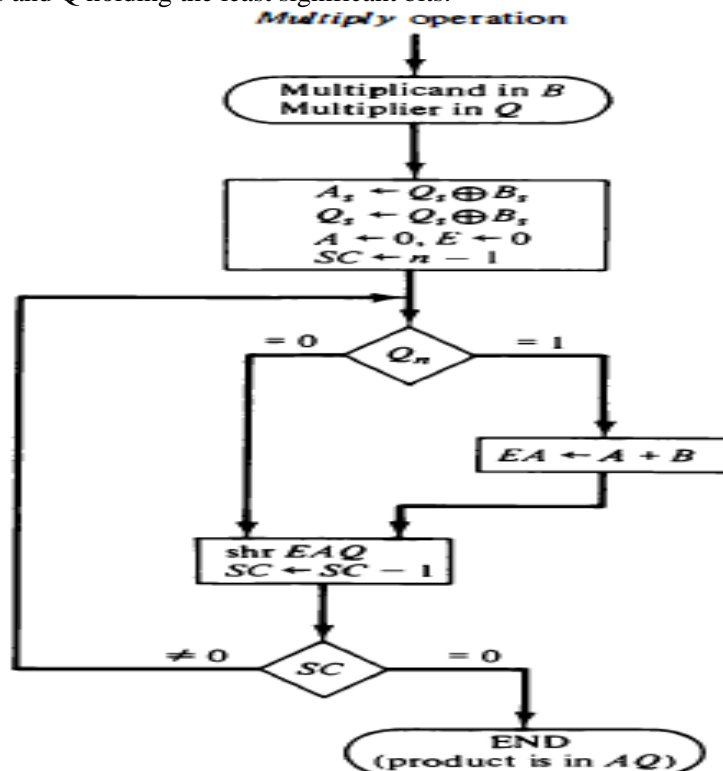 and Q holding the least significant bits.
Multiply operation
Multiplicand in B
Multiplier in Q
Aₛ ← Qₛ ⊕ Bₛ
Qₛ ← Qₛ ⊕ Bₛ
A ← 0, E ← 0
SC ← n − 1
= 0
Qₙ
= 1
EA ← A + B
shr EAQ
SC ← SC − 1
≠ 0
SC
= 0
END
(product is in AQ)